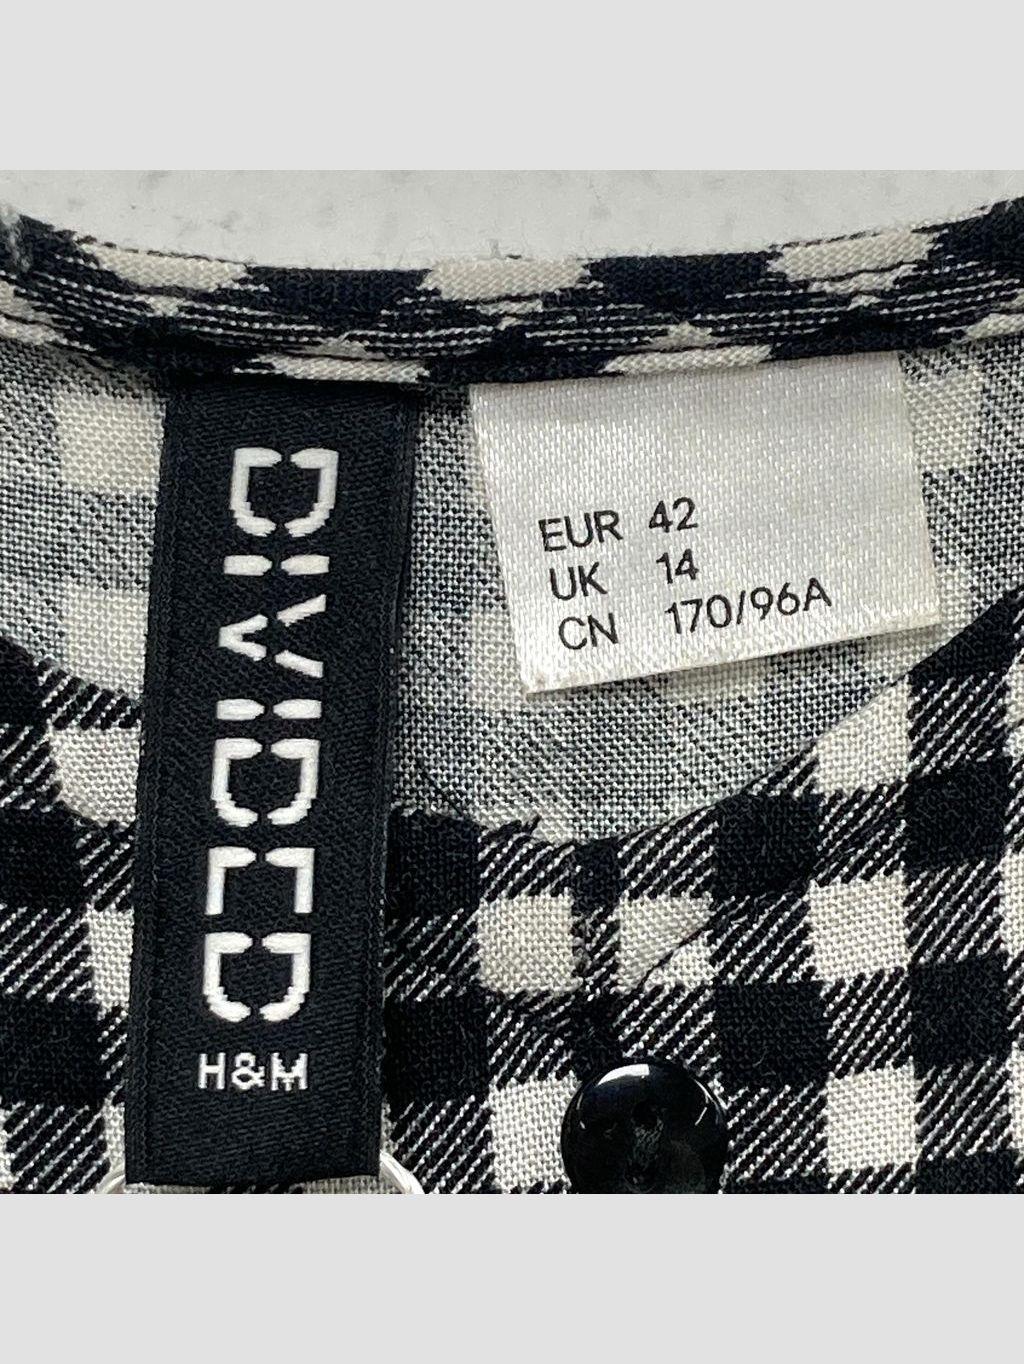 DIVIDED
H&M
EUR 42
UK 14
CN 170/96A